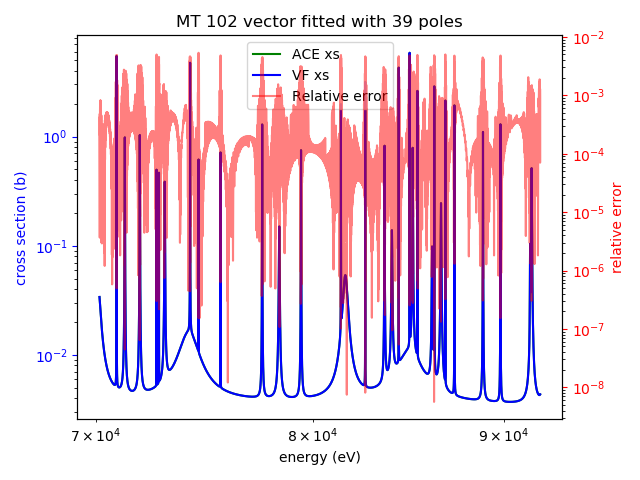 MT 102 vector fitted with 39 poles
ACE xs
VF xs
Relative error
cross section (b)
10⁰
10⁻¹
10⁻²
10⁻²
10⁻³
10⁻⁴
10⁻⁵
10⁻⁶
10⁻⁷
10⁻⁸
relative error
7 × 10⁴
8 × 10⁴
9 × 10⁴
energy (eV)